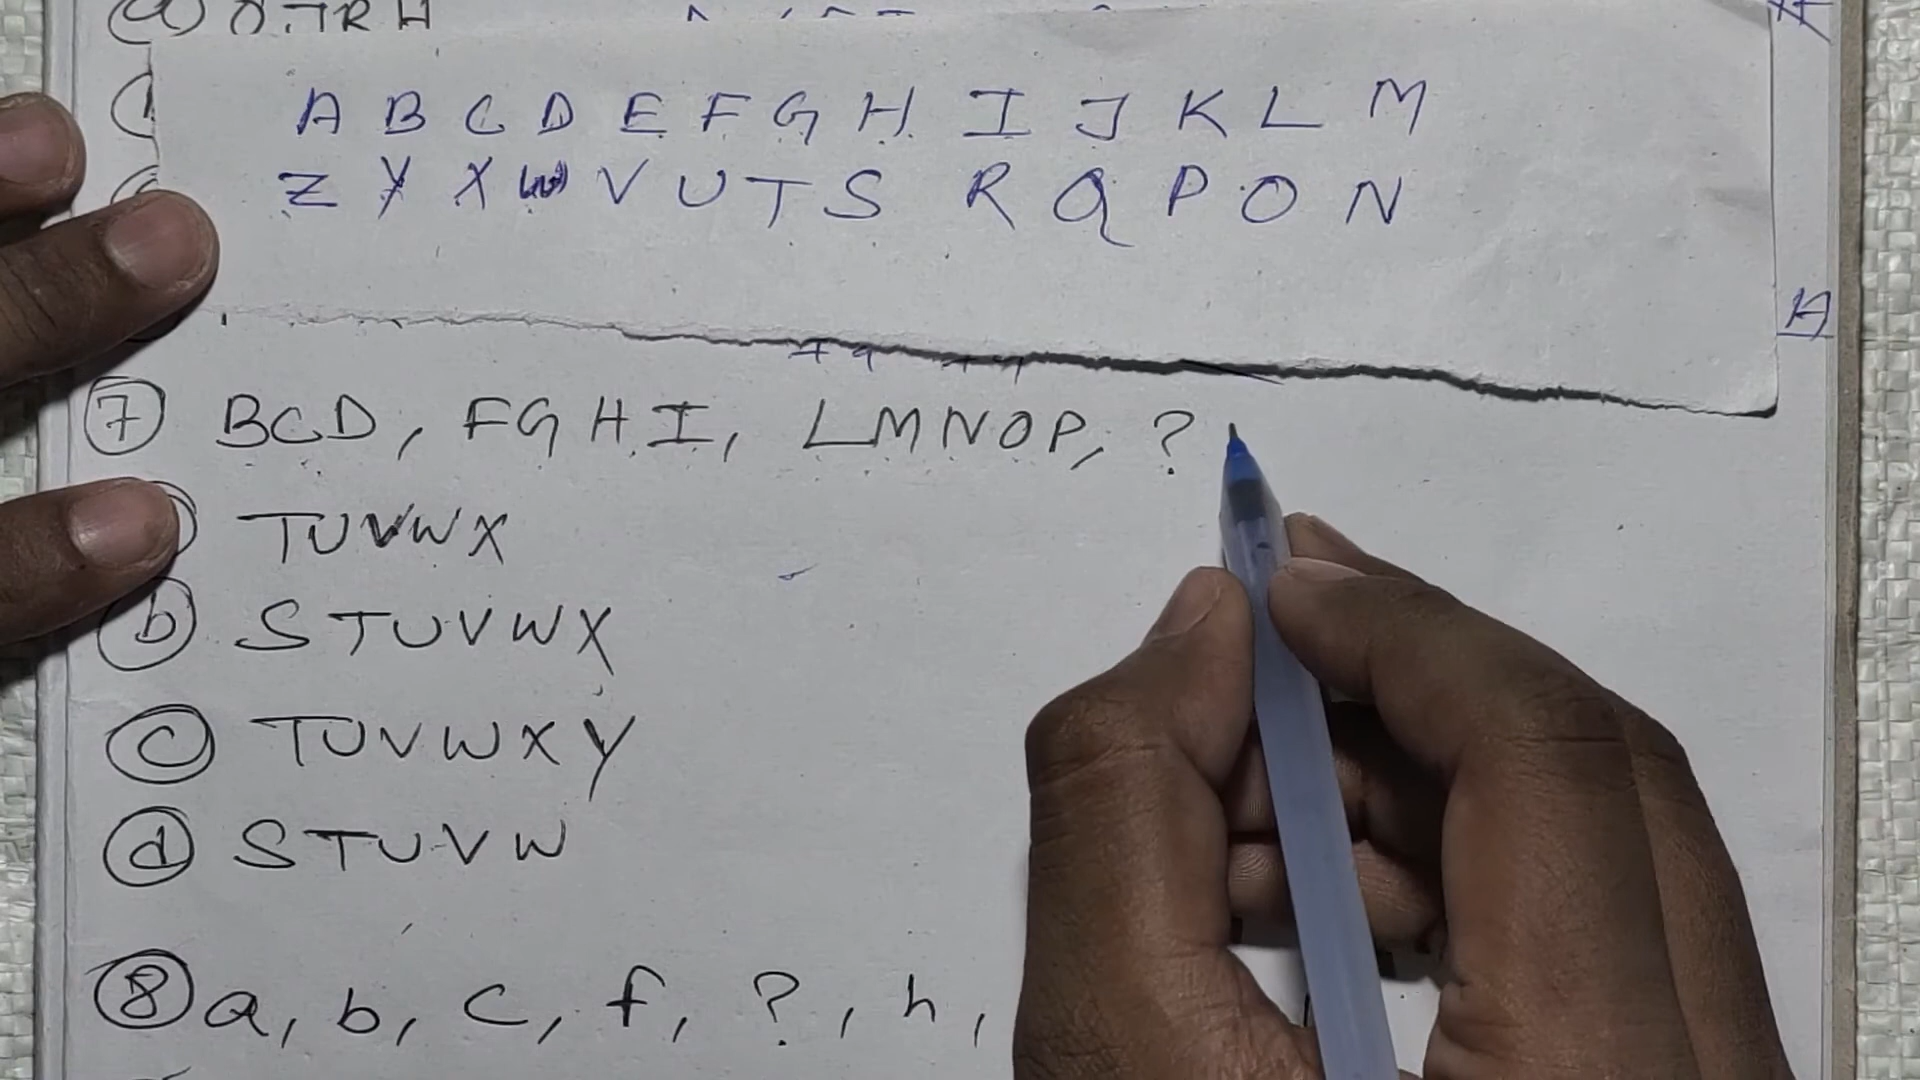 A B C D E F G H I J K L M
Z Y X W V U T S R Q P O N
7 BCD, FGHI, LMNOP, ?
TUVWX
b STUVWX
c TUVWXY
d STUVW
8 a, b, c, f, ?, h,